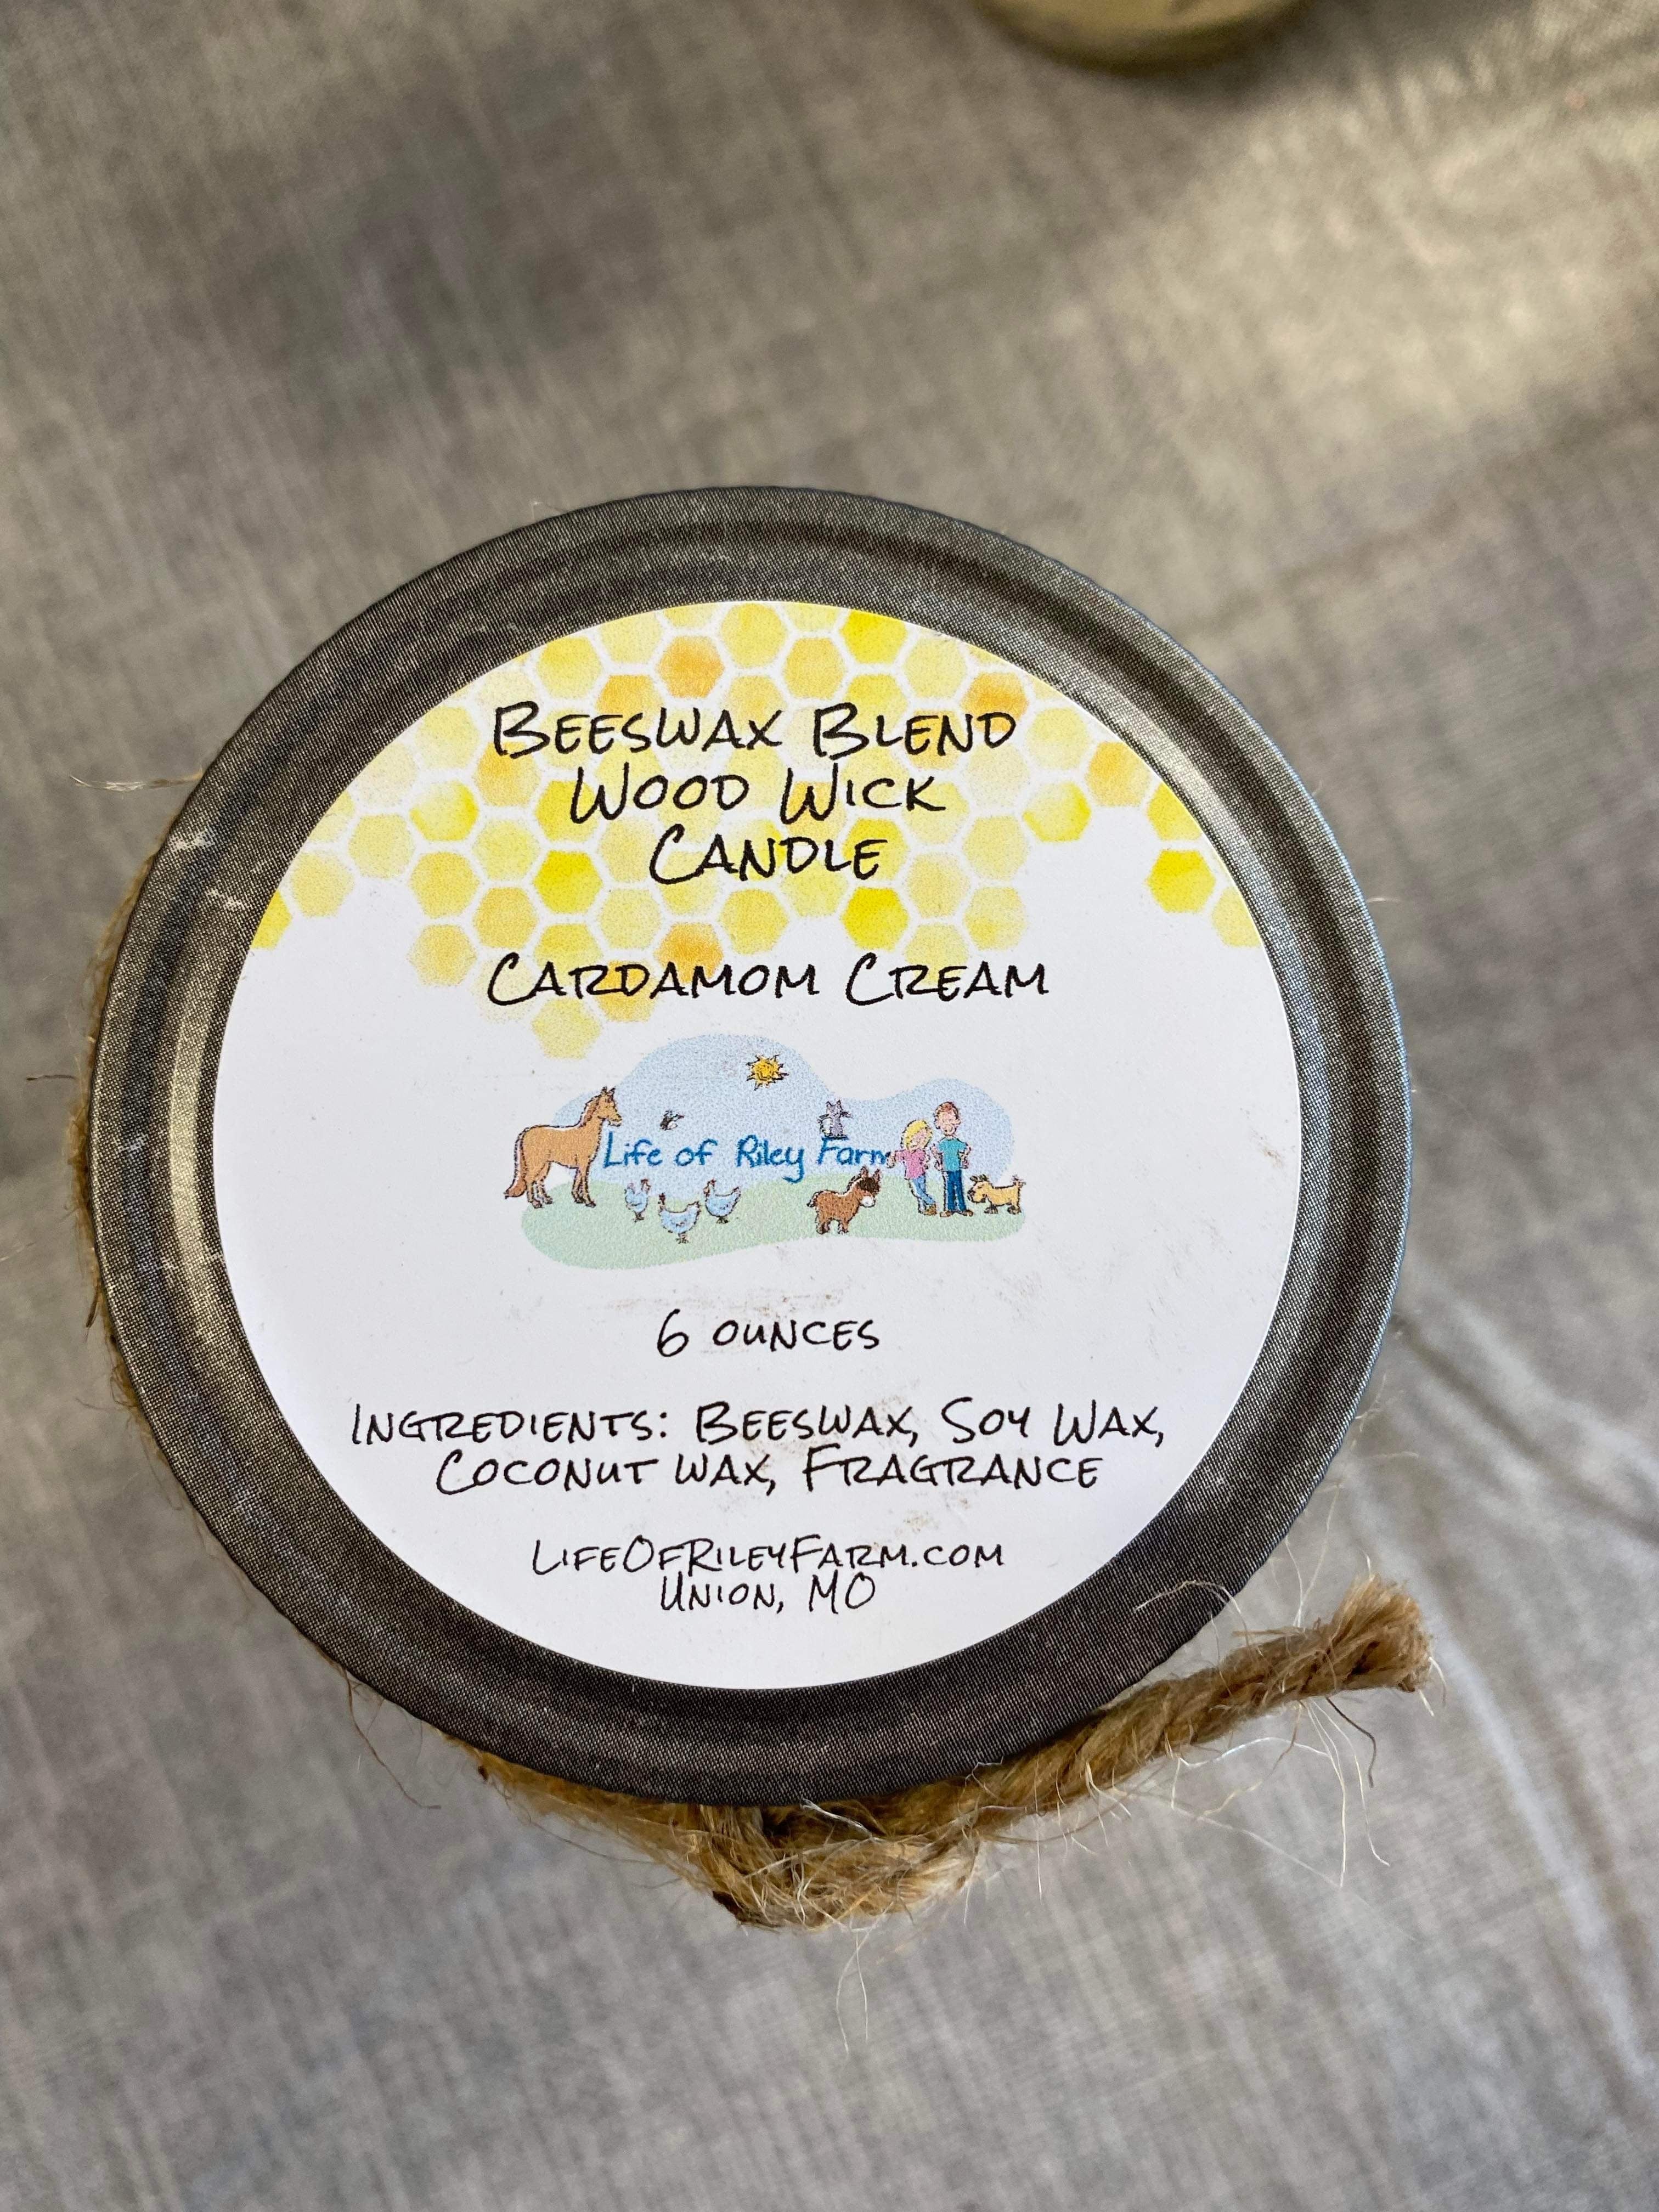 BEESWAX BLEND
WOOD WICK
CANDLE
CARDAMOM CREAM
Life of Riley Farm
6 OUNCES
INGREDIENTS: BEESWAX, SOY WAX,
COCONUT WAX, FRAGRANCE
LIFEOFRILEYFARM.COM
UNION, MO